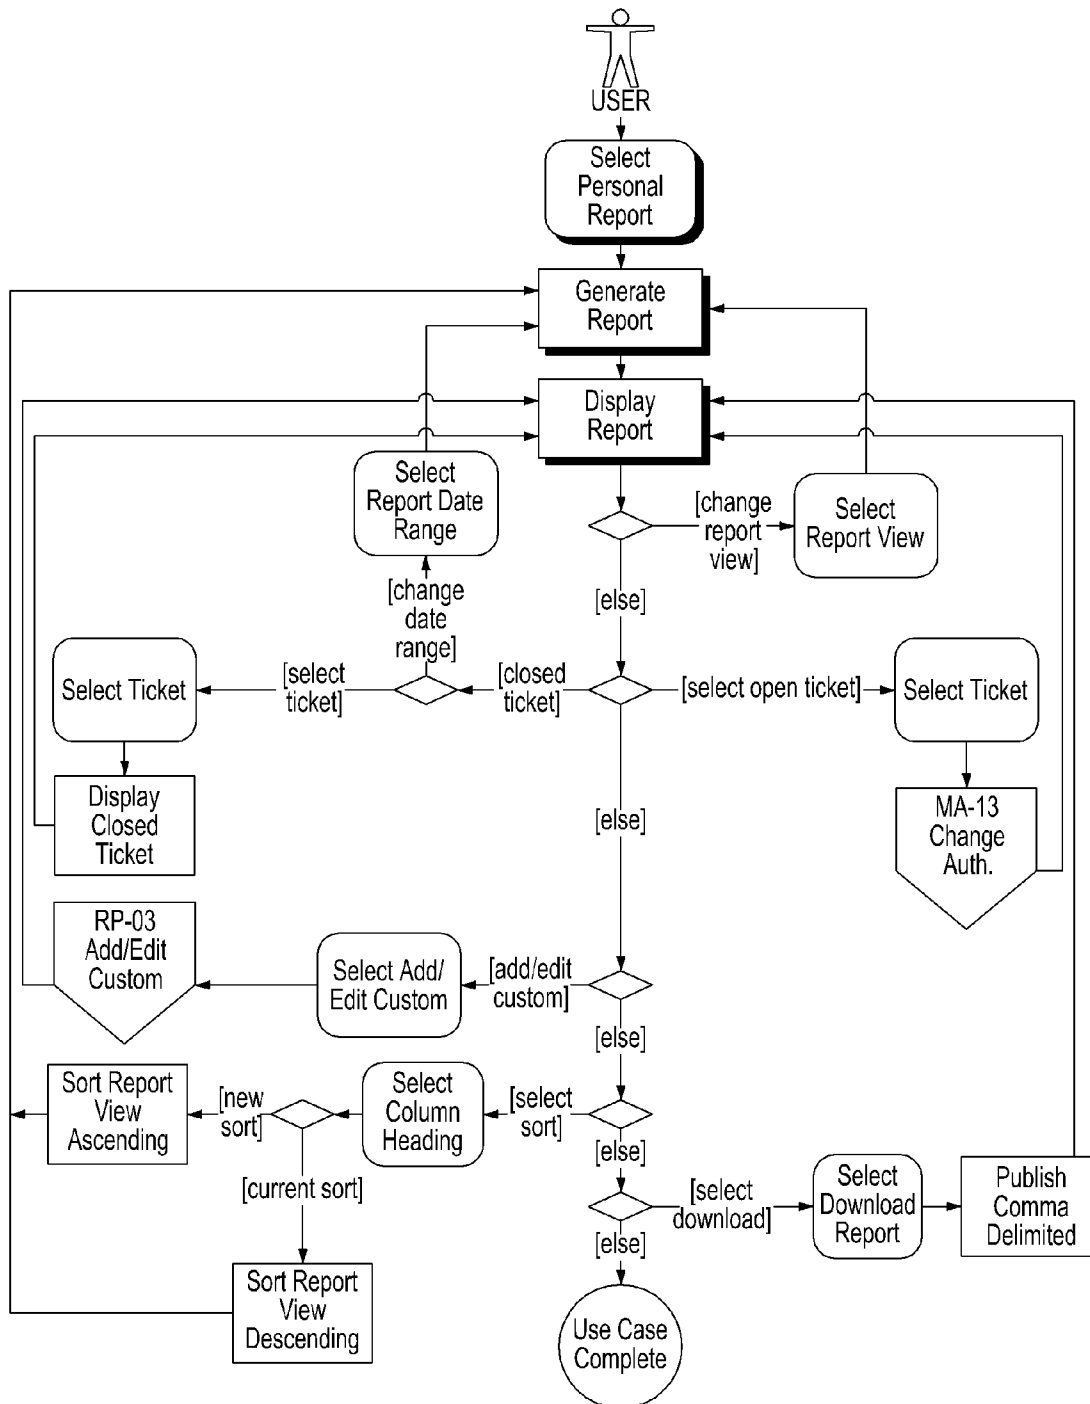 USER
Select
Personal
Report
Generate
Report
Display
Report
Select
Report Date
Range
[change
report
view]
Select
Report View
[else]
[change
date
range]
Select Ticket
[select
ticket]
[closed
ticket]
[select open ticket]
Select Ticket
Display
Closed
Ticket
[else]
MA-13
Change
Auth.
RP-03
Add/Edit
Custom
Select Add/
Edit Custom
[add/edit
custom]
[else]
Sort Report
View
Ascending
[new
sort]
Select
Column
Heading
[select
sort]
[else]
[current sort]
[select
download]
Select
Download
Report
Publish
Comma
Delimited
[else]
Sort Report
View
Descending
Use Case
Complete